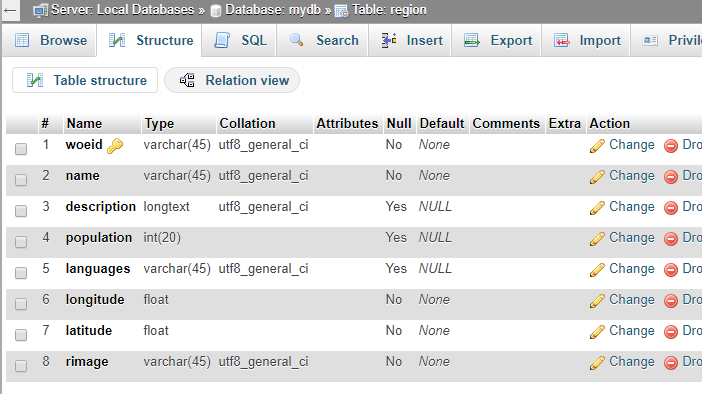 Server: Local Databases » Database: mydb » Table: region
Browse Structure SQL Search Insert Export Import Privile
Table structure Relation view
# Name Type Collation Attributes Null Default Comments Extra Action
1 woeid varchar(45) utf8_general_ci No None Change Dro
2 name varchar(45) utf8_general_ci No None Change Dro
3 description longtext utf8_general_ci Yes NULL Change Dro
4 population int(20) Yes NULL Change Dro
5 languages varchar(45) utf8_general_ci Yes NULL Change Dro
6 longitude float No None Change Dro
7 latitude float No None Change Dro
8 rimage varchar(45) utf8_general_ci No None Change Dro